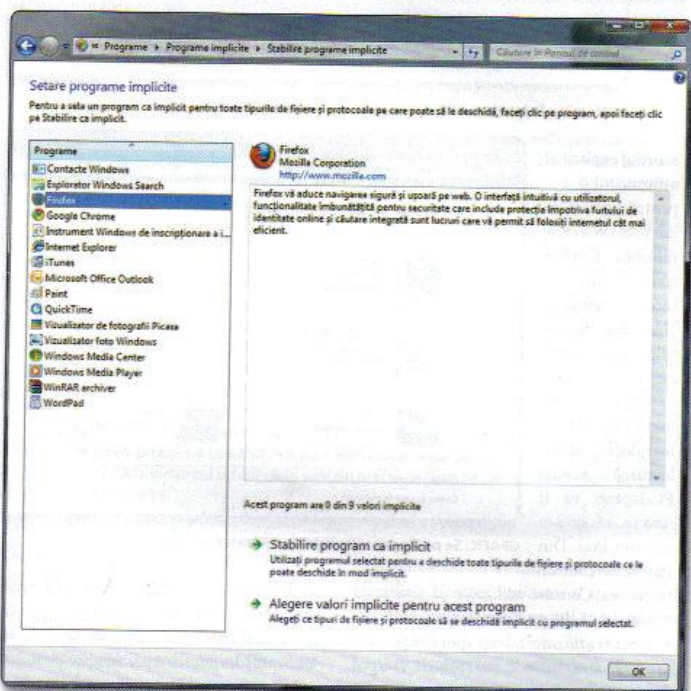 « Programe ▸ Programe implicite ▸ Stabilire programe implicite
Căutare în Panoul de control
Setare programe implicite
Pentru a seta un program ca implicit pentru toate tipurile de fișiere și protocoale pe care poate să le deschidă, faceți clic pe program, apoi faceți clic
pe Stabilire ca implicit.
Programe
Contacte Windows
Explorator Windows Search
Firefox
Google Chrome
Instrument Windows de inscripționare a i...
Internet Explorer
iTunes
Microsoft Office Outlook
Paint
QuickTime
Vizualizator de fotografii Picasa
Vizualizator foto Windows
Windows Media Center
Windows Media Player
WinRAR archiver
WordPad
Firefox
Mozilla Corporation
http://www.mozilla.com
Firefox vă aduce navigarea sigură și ușoară pe web. O interfață intuitivă cu utilizatorul,
funcționalitate îmbunătățită pentru securitate care include protecție împotriva furtului de
identitate online și căutare integrată sunt lucruri care vă permit să folosiți internetul cât mai
eficient.
Acest program are 0 din 9 valori implicite
Stabilire program ca implicit
Utilizați programul selectat pentru a deschide toate tipurile de fișiere și protocoale ce le
poate deschide în mod implicit.
Alegere valori implicite pentru acest program
Alegeți ce tipuri de fișiere și protocoale să se deschidă implicit cu programul selectat.
OK